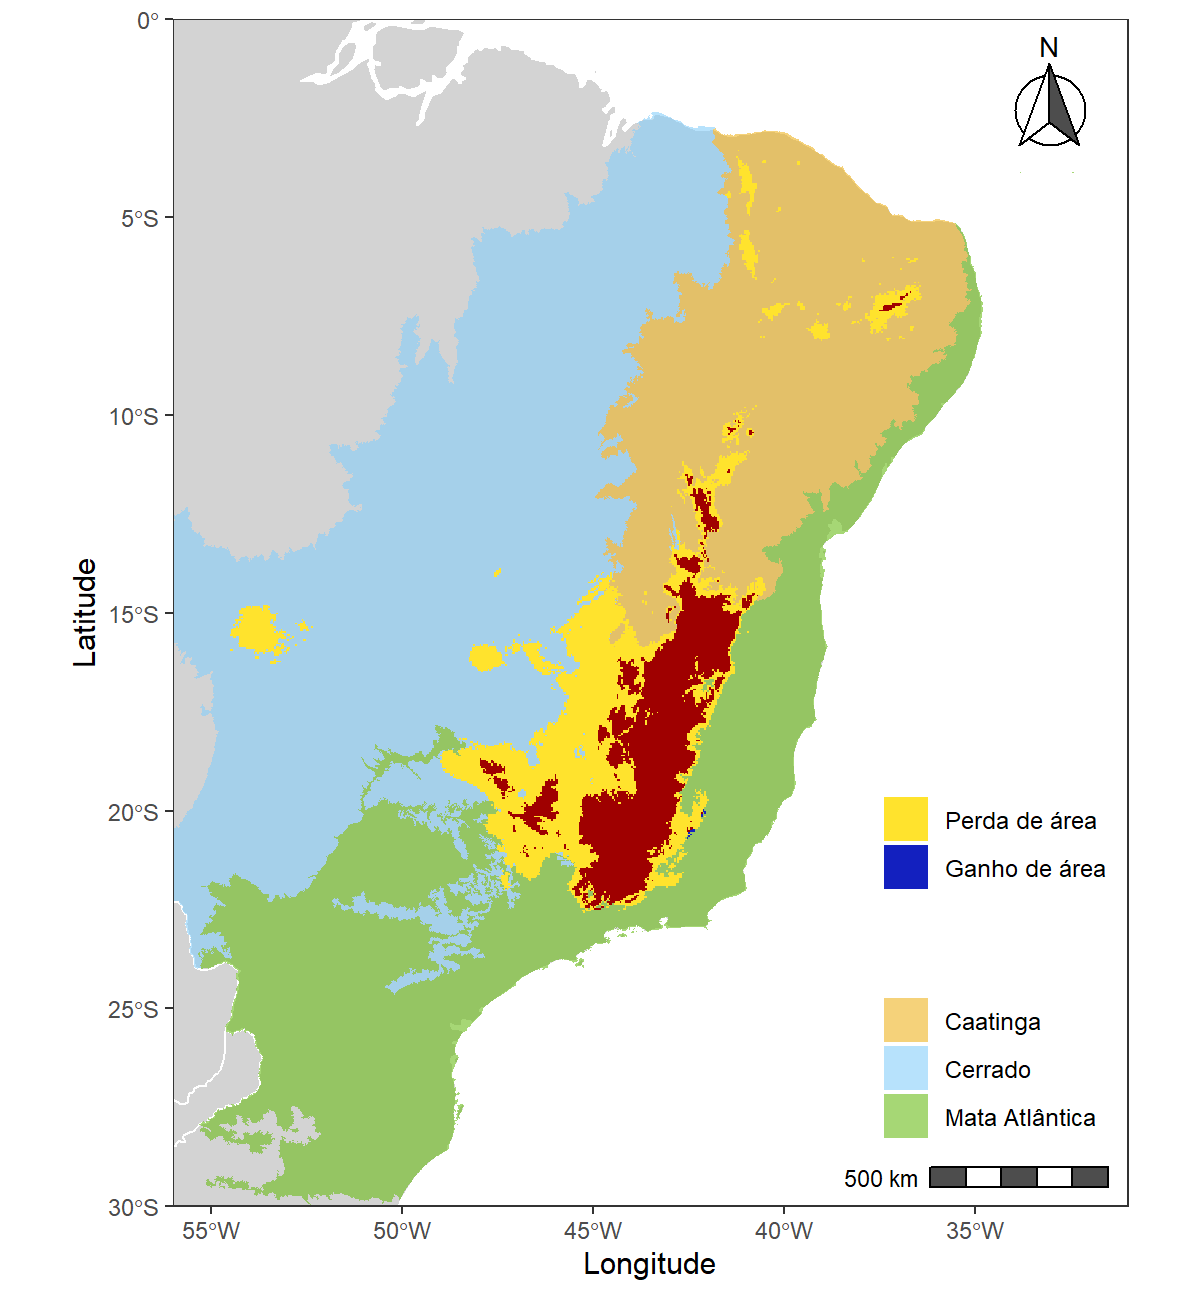 0°
N
5°S
10°S
15°S
20°S
25°S
30°S
Latitude
Perda de área
Ganho de área
Caatinga
Cerrado
Mata Atlântica
500 km
55°W
50°W
45°W
40°W
35°W
Longitude